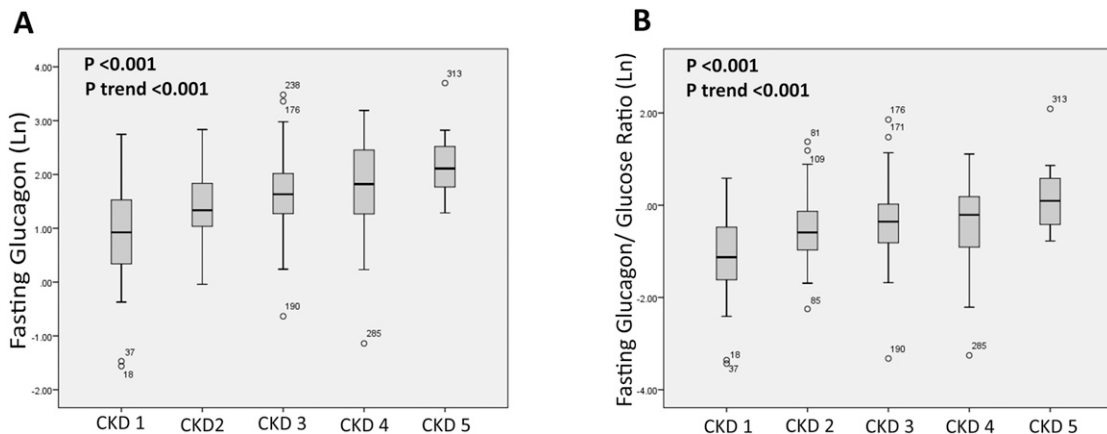 A
P <0.001
P trend <0.001
Fasting Glucagon (Ln)
4.00
3.00
2.00
1.00
.00
-1.00
-2.00
238
176
313
190
285
37
18
CKD 1
CKD2
CKD 3
CKD 4
CKD 5
B
P <0.001
P trend <0.001
Fasting Glucagon/ Glucose Ratio (Ln)
2.00
.00
-2.00
-4.00
313
176
171
81
109
85
18
37
190
285
CKD 1
CKD 2
CKD 3
CKD 4
CKD 5